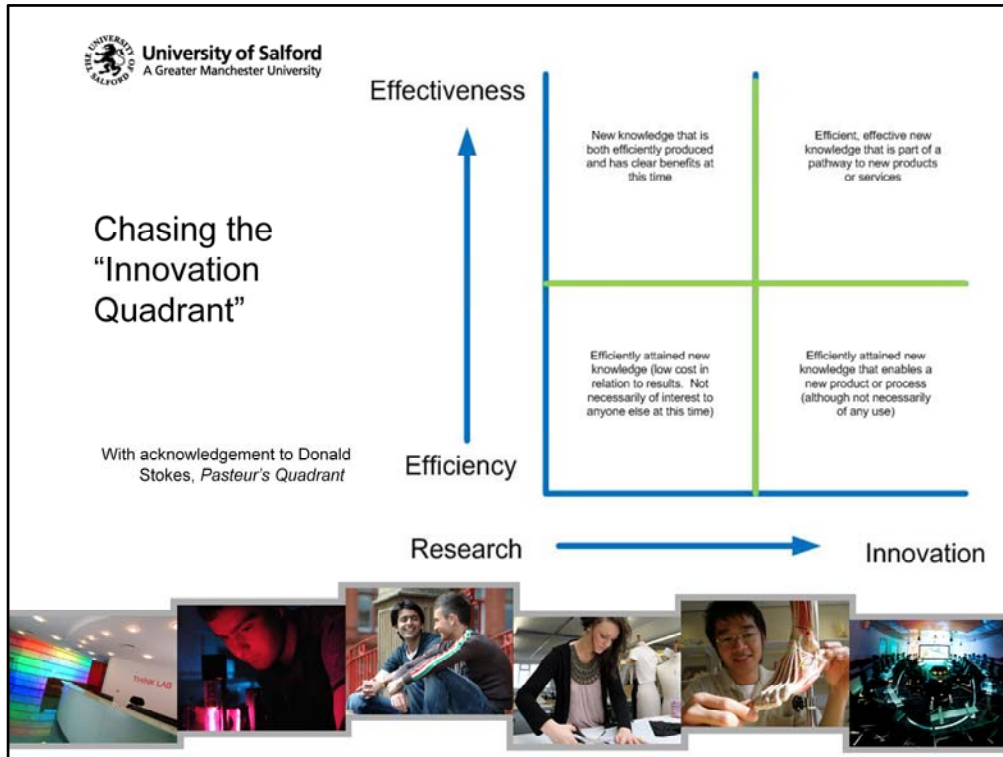 THE UNIVERSITY OF SALFORD
University of Salford
A Greater Manchester University
Chasing the
“Innovation
Quadrant”
With acknowledgement to Donald
Stokes, Pasteur’s Quadrant
Effectiveness
Efficiency
New knowledge that is
both efficiently produced
and has clear benefits at
this time
Efficient, effective new
knowledge that is part of a
pathway to new products
or services
Efficiently attained new
knowledge (low cost in
relation to results.  Not
necessarily of interest to
anyone else at this time)
Efficiently attained new
knowledge that enables a
new product or process
(although not necessarily
of any use)
Research
Innovation
THINK LAB